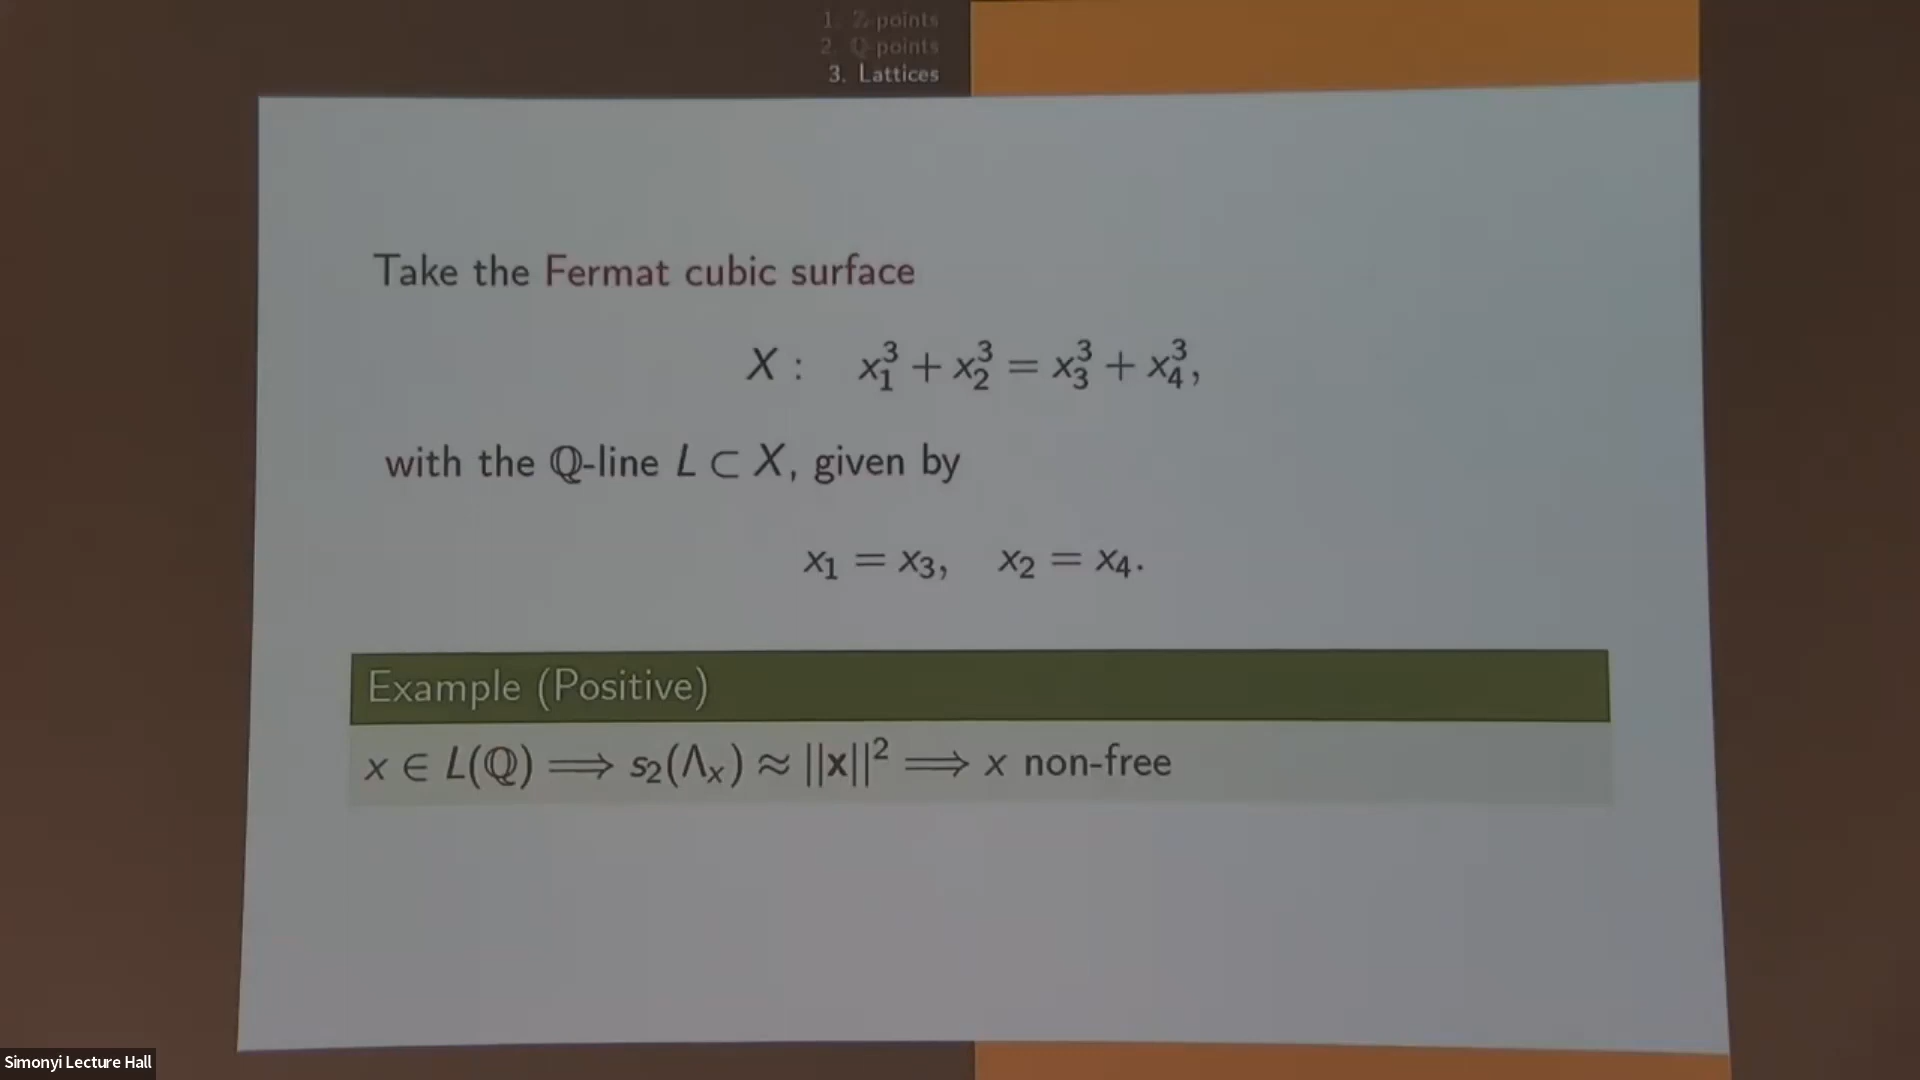 1. Z-points
2. Q-points
3. Lattices
Take the Fermat cubic surface
X : x₁³ + x₂³ = x₃³ + x₄³,
with the ℚ-line L ⊂ X, given by
x₁ = x₃, x₂ = x₄.
Example (Positive)
x ∈ L(ℚ) ⟹ s₂(Λₓ) ≈ ||𝐱||² ⟹ x non-free
Simonyi Lecture Hall